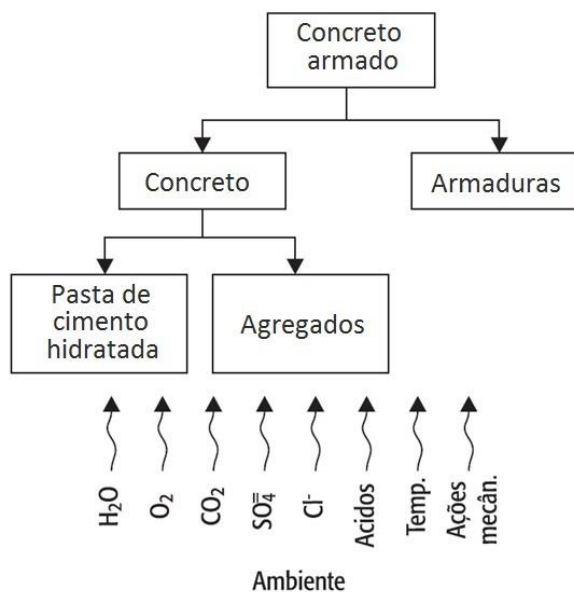 Concreto
armado
Concreto
Armaduras
Pasta de
cimento
hidratada
Agregados
H₂O
O₂
CO₂
SO₄⁼
Cl⁻
Acidos
Temp.
Ações
mecân.
Ambiente